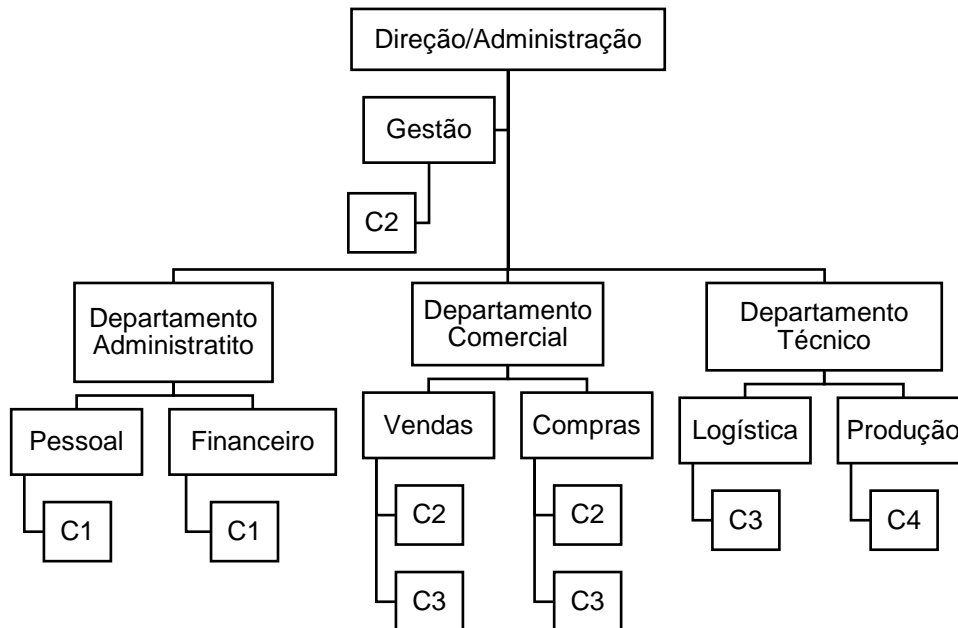 Direção/Administração
Gestão
C2
Departamento
Administratito
Departamento
Comercial
Departamento
Técnico
Pessoal
Financeiro
Vendas
Compras
Logística
Produção
C1
C1
C2
C2
C3
C4
C3
C3